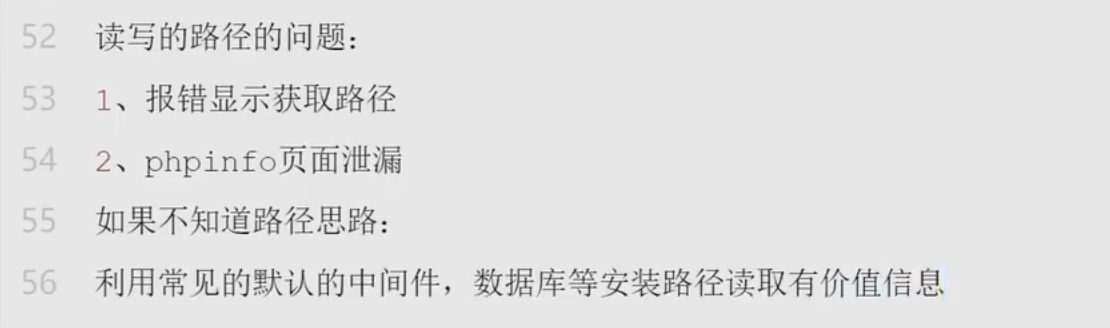 52 读写的路径的问题：
53 1、报错显示获取路径
54 2、phpinfo页面泄漏
55 如果不知道路径思路：
56 利用常见的默认的中间件，数据库等安装路径读取有价值信息